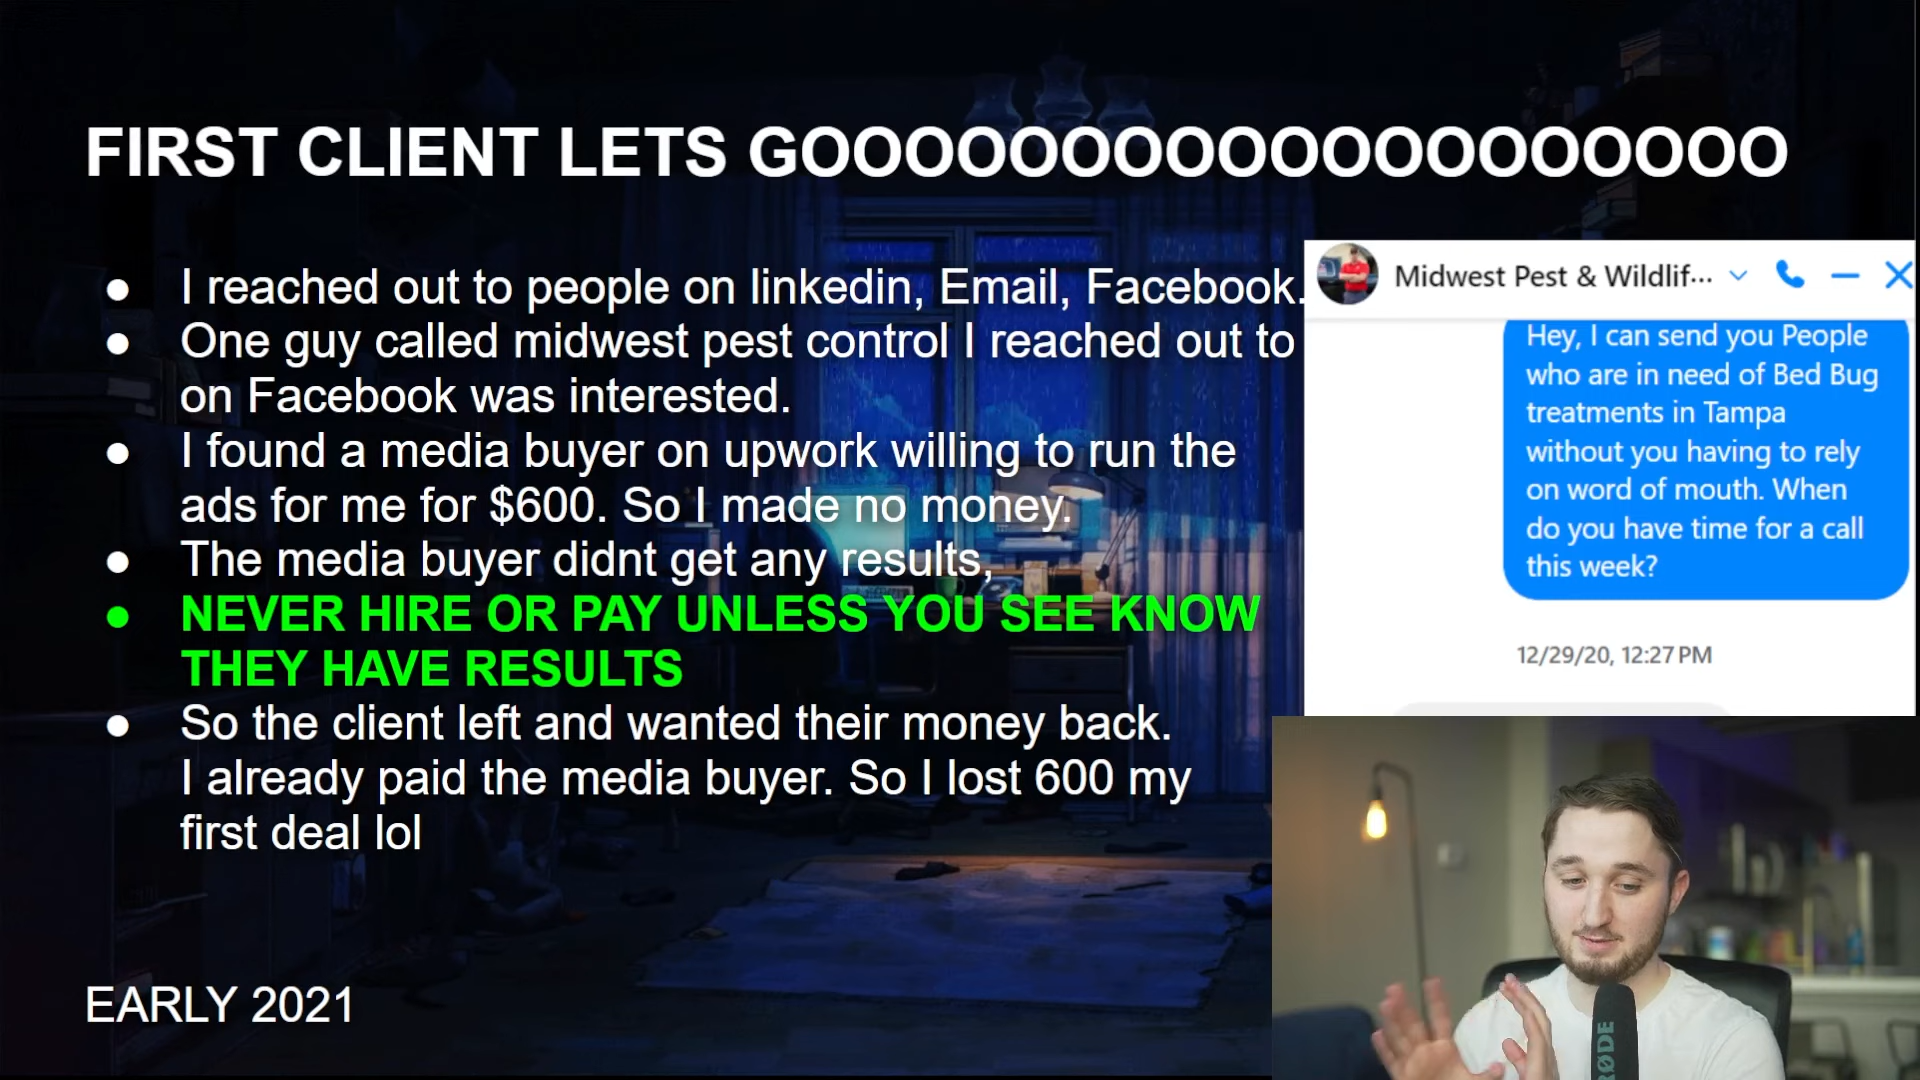 FIRST CLIENT LETS GOOOOOOOOOOOOOOOOOOO
● I reached out to people on linkedin, Email, Facebook.
● One guy called midwest pest control I reached out to
on Facebook was interested.
● I found a media buyer on upwork willing to run the
ads for me for $600. So I made no money.
● The media buyer didnt get any results,
● NEVER HIRE OR PAY UNLESS YOU SEE KNOW
THEY HAVE RESULTS
● So the client left and wanted their money back.
I already paid the media buyer. So I lost 600 my
first deal lol
EARLY 2021
Midwest Pest & Wildlif...
Hey, I can send you People
who are in need of Bed Bug
treatments in Tampa
without you having to rely
on word of mouth. When
do you have time for a call
this week?
12/29/20, 12:27 PM
RØDE